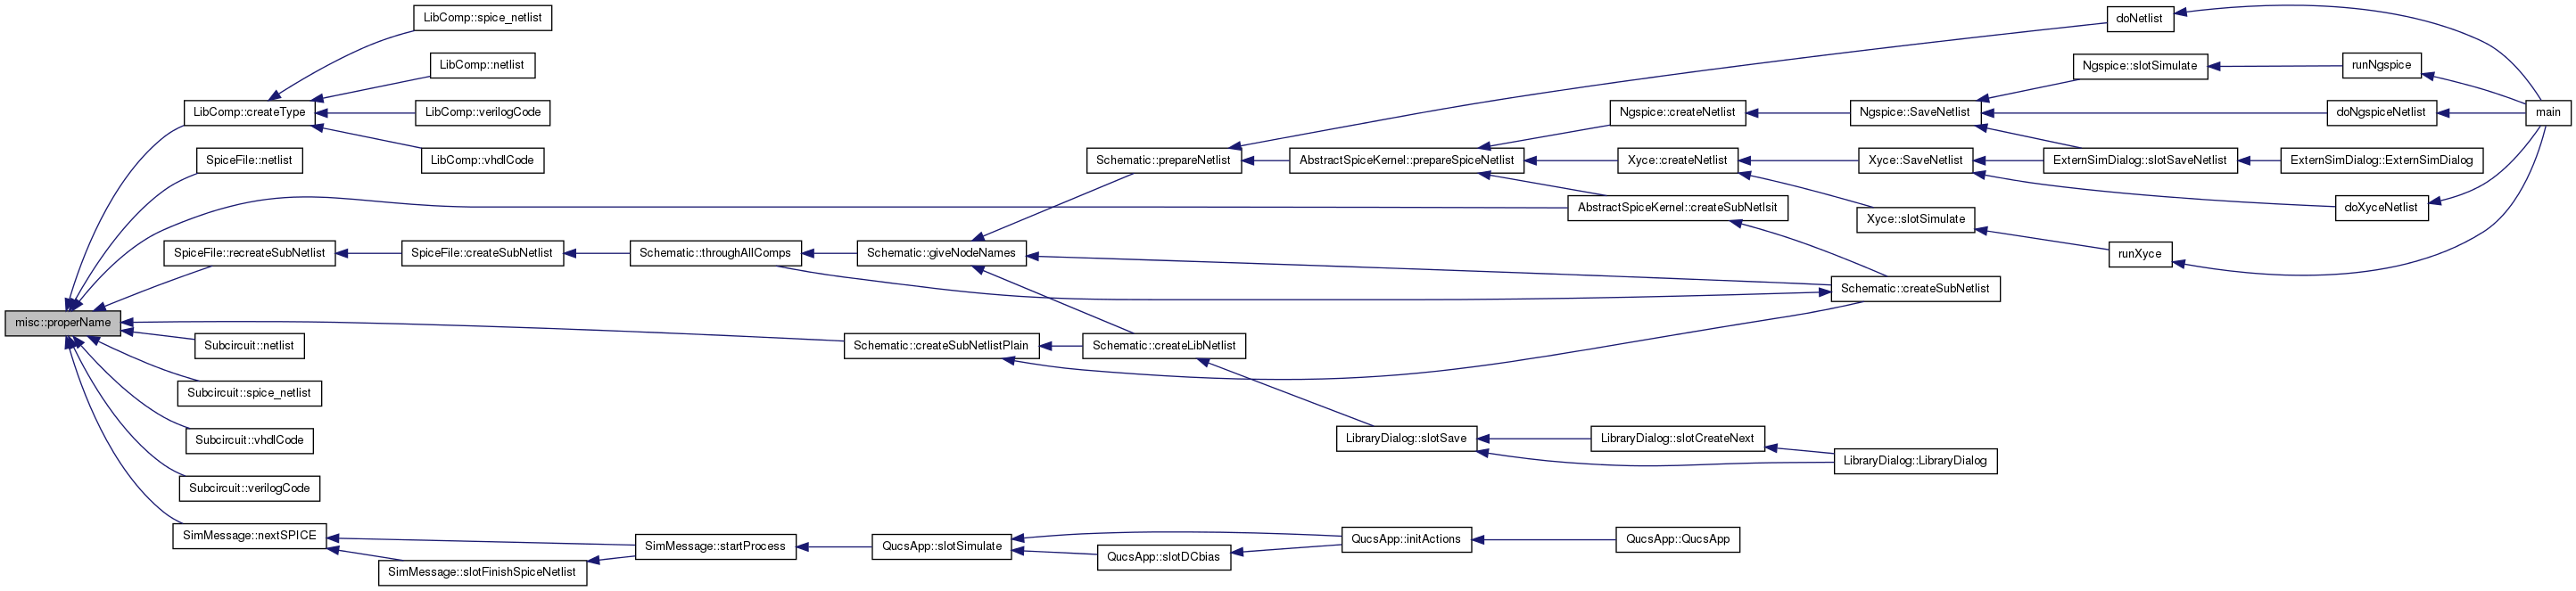 misc::properName
LibComp::createType
LibComp::spice_netlist
LibComp::netlist
LibComp::verilogCode
LibComp::vhdlCode
SpiceFile::netlist
SpiceFile::recreateSubNetlist
SpiceFile::createSubNetlist
Schematic::throughAllComps
Schematic::giveNodeNames
Schematic::prepareNetlist
doNetlist
main
AbstractSpiceKernel::prepareSpiceNetlist
Ngspice::createNetlist
Ngspice::SaveNetlist
Ngspice::slotSimulate
runNgspice
doNgspiceNetlist
ExternSimDialog::slotSaveNetlist
ExternSimDialog::ExternSimDialog
Xyce::createNetlist
Xyce::SaveNetlist
doXyceNetlist
Xyce::slotSimulate
runXyce
AbstractSpiceKernel::createSubNetlsit
Schematic::createSubNetlist
Schematic::createSubNetlistPlain
Schematic::createLibNetlist
LibraryDialog::slotSave
LibraryDialog::slotCreateNext
LibraryDialog::LibraryDialog
Subcircuit::netlist
Subcircuit::spice_netlist
Subcircuit::vhdlCode
Subcircuit::verilogCode
SimMessage::nextSPICE
SimMessage::slotFinishSpiceNetlist
SimMessage::startProcess
QucsApp::slotSimulate
QucsApp::slotDCbias
QucsApp::initActions
QucsApp::QucsApp